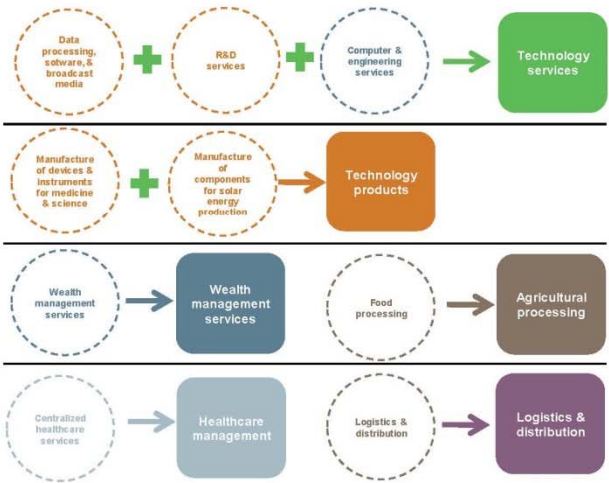 Data
processing,
sotware, &
broadcast
media
R&D
services
Computer &
engineering
services
Technology
services
Manufacture
of devices &
instruments
for medicine
& science
Manufacture
of
components
for solar
energy
production
Technology
products
Wealth
management
services
Wealth
management
services
Food
processing
Agricultural
processing
Centralized
healthcare
services
Healthcare
management
Logistics &
distribution
Logistics &
distribution